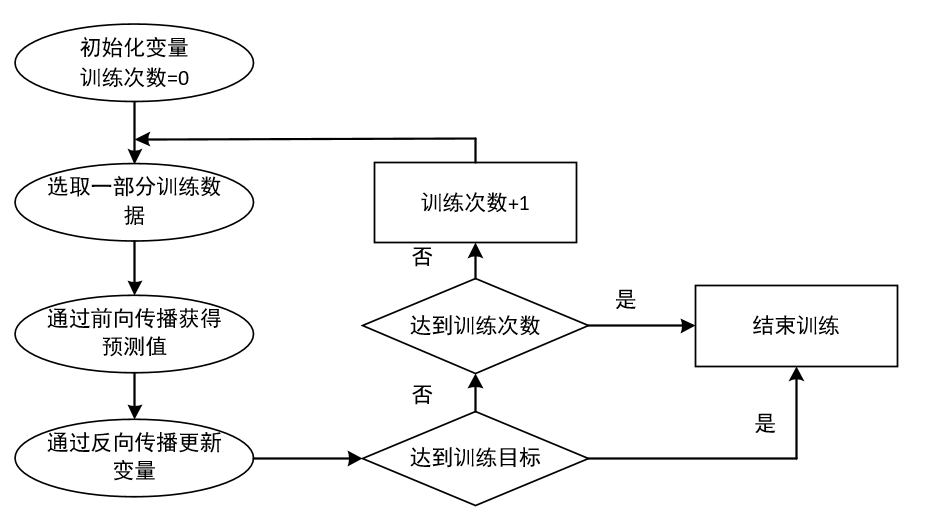 初始化变量
训练次数=0
选取一部分训练数
据
训练次数+1
否
通过前向传播获得
预测值
达到训练次数
是
结束训练
否
通过反向传播更新
变量
达到训练目标
是